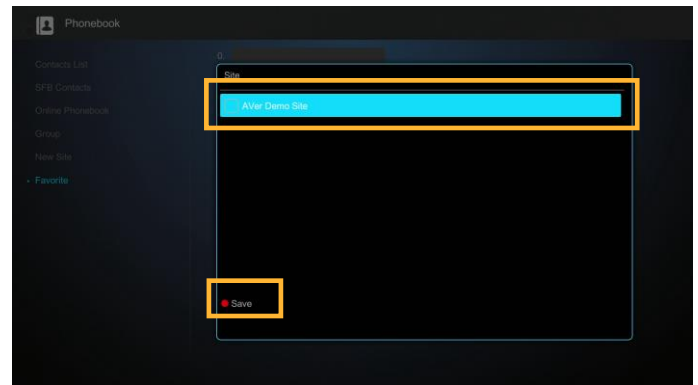 Phonebook
Contacts List
SFB Contacts
Online Phonebook
Group
New Site
Favorite
0.
Site
AVer Demo Site
Save